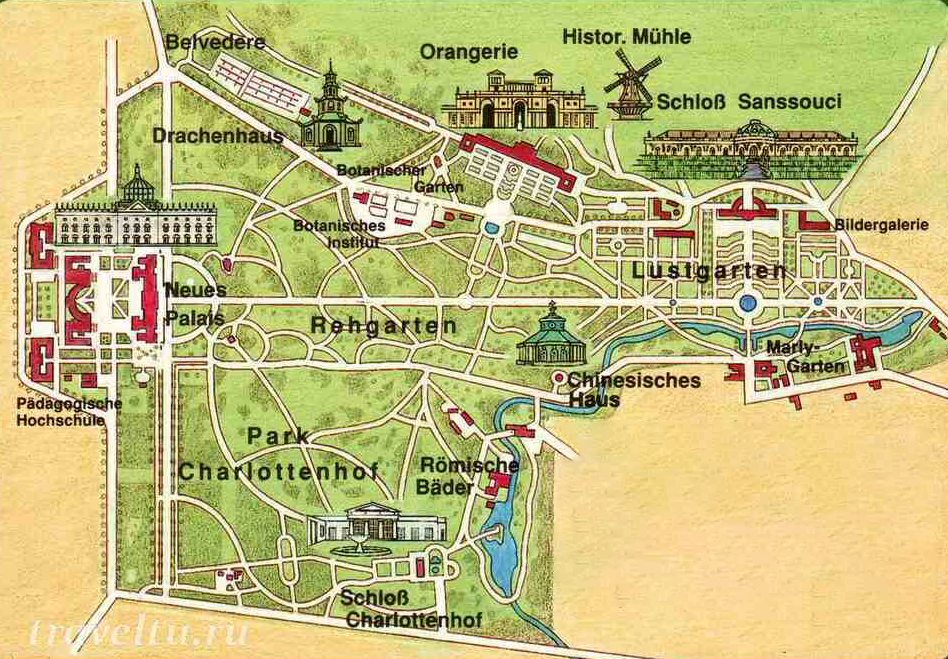 Belvedere
Orangerie
Histor. Mühle
Schloß Sanssouci
Drachenhaus
Botanischer
Garten
Botanisches
Institut
Bildergalerie
Lustgarten
Neues
Palais
Rehgarten
Marly-
Garten
Chinesisches
Haus
Pädagogische
Hochschule
Park
Charlottenhof
Römische
Bäder
Schloß
Charlottenhof
traveltu.ru